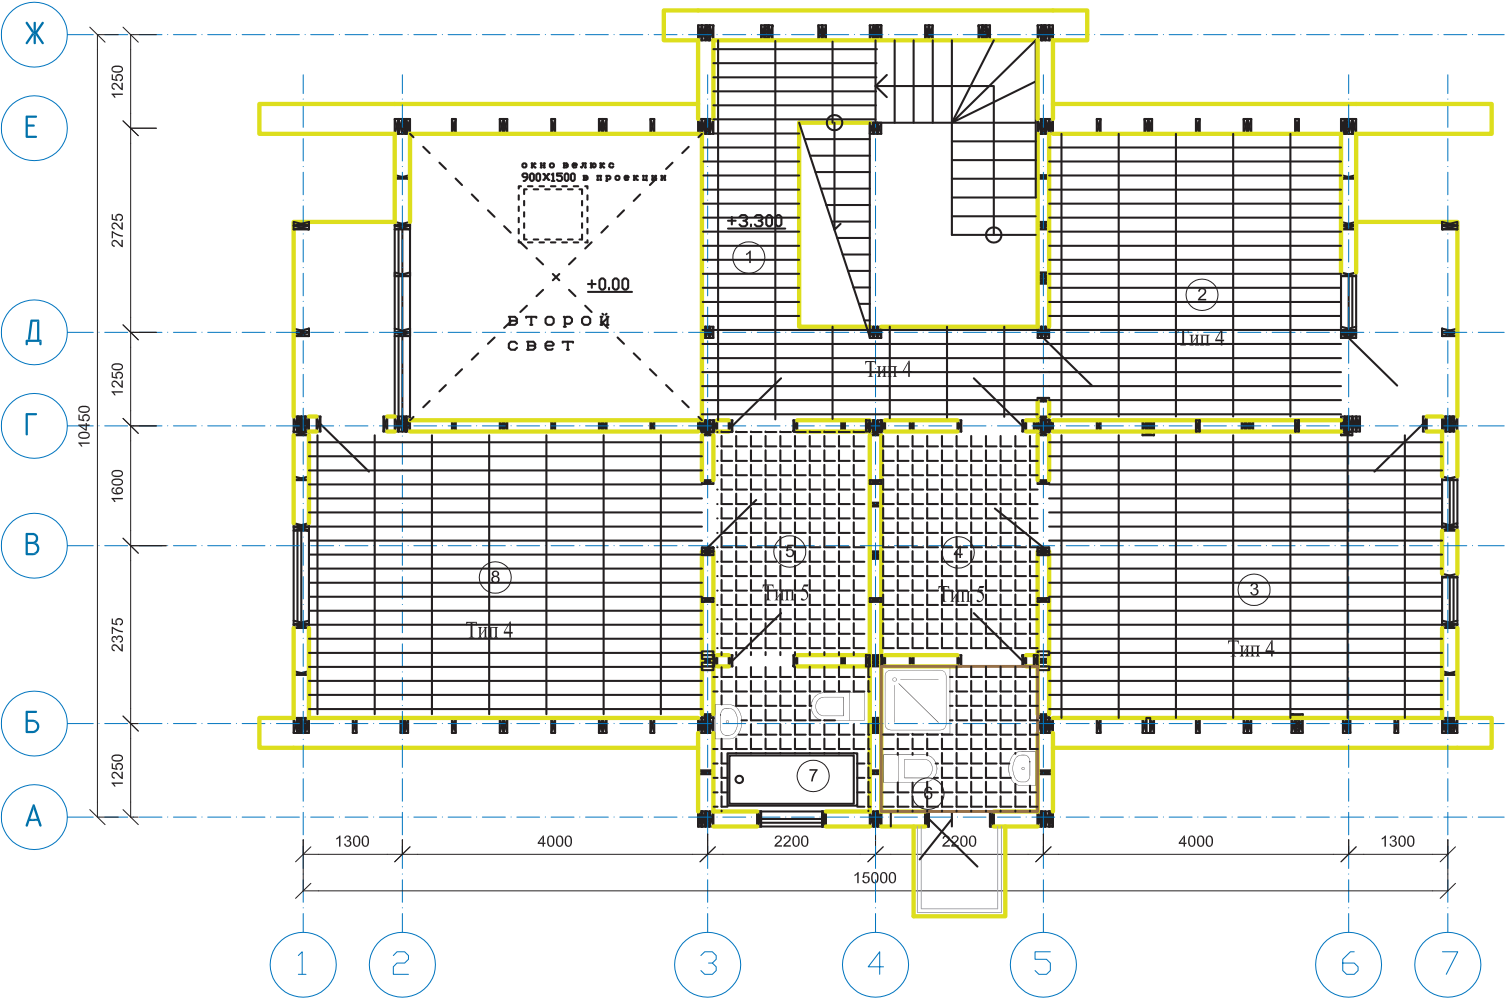 Ж
1250
Е
окно велюкс
900X1500 в проекции
2725
+3.300
1
+0.00
2
второй
свет
Д
Тип 4
Тип 4
1250
10450
Г
1600
В
5
4
8
3
Тип 5
Тип 5
Тип 4
2375
Тип 4
Б
1250
7
6
А
1300
4000
2200
2200
4000
1300
15000
1
2
3
4
5
6
7